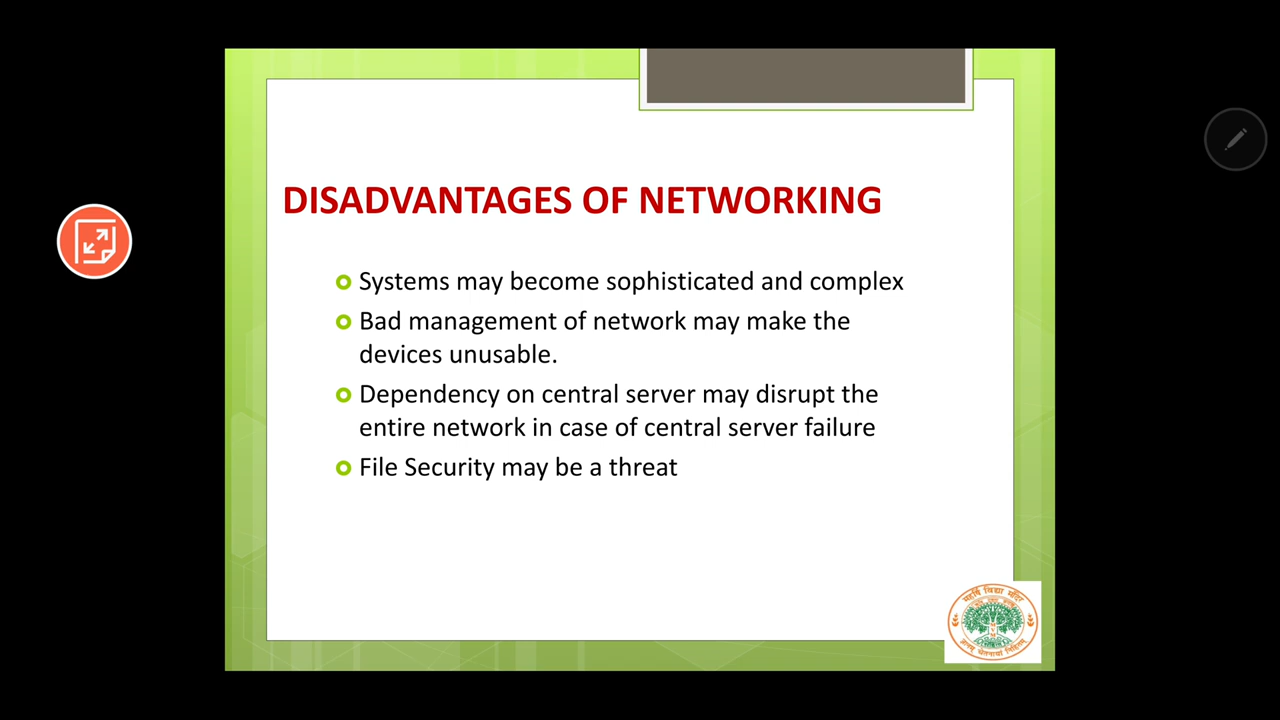 DISADVANTAGES OF NETWORKING
Systems may become sophisticated and complex
Bad management of network may make the
devices unusable.
Dependency on central server may disrupt the
entire network in case of central server failure
File Security may be a threat
महर्षि विद्या मन्दिर